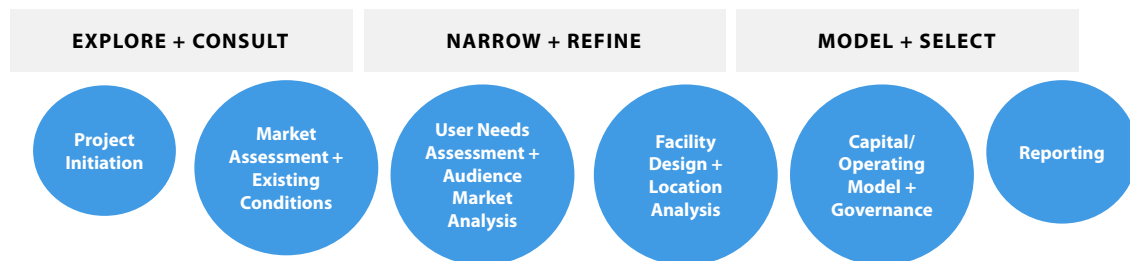 EXPLORE + CONSULT
NARROW + REFINE
MODEL + SELECT
Project
Initiation
Market
Assessment +
Existing
Conditions
User Needs
Assessment +
Audience
Market
Analysis
Facility
Design +
Location
Analysis
Capital/
Operating
Model +
Governance
Reporting